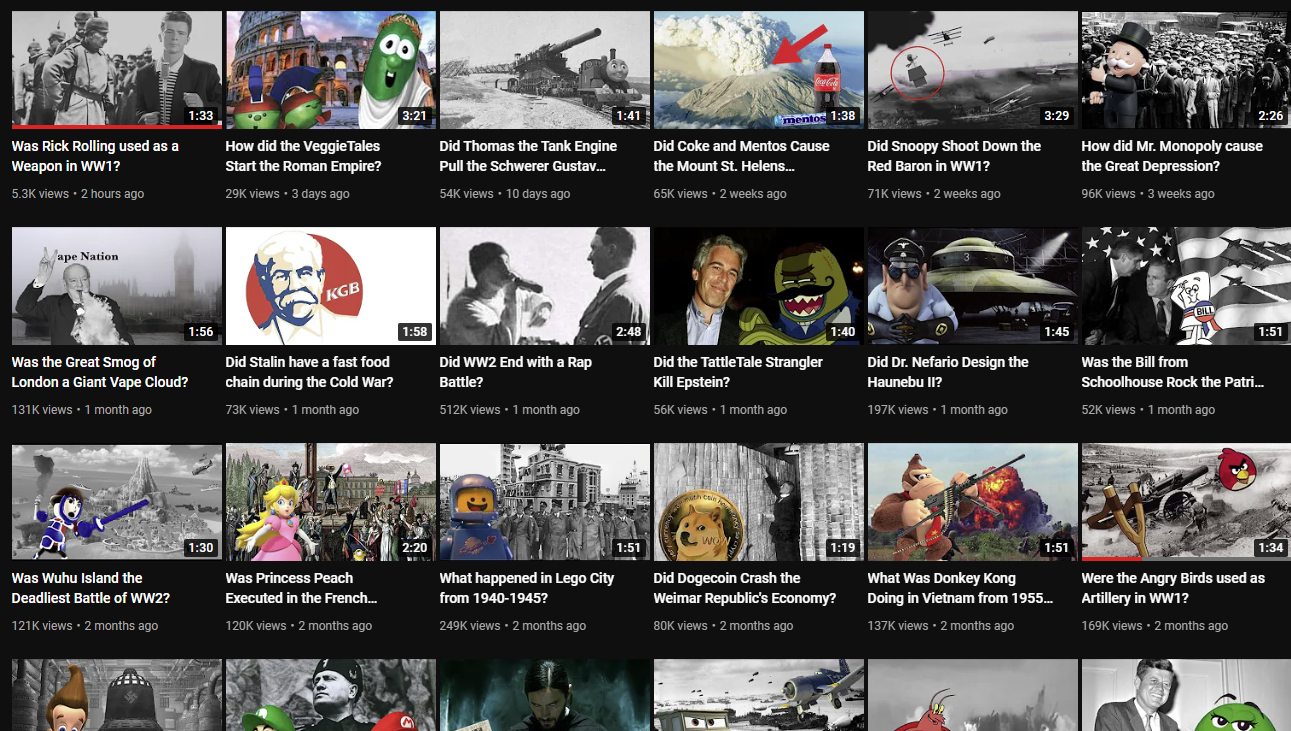 1:33
3:21
1:41
mentos
1:38
3:29
2:26
Was Rick Rolling used as a
Weapon in WW1?
5.3K views • 2 hours ago
How did the VeggieTales
Start the Roman Empire?
29K views • 3 days ago
Did Thomas the Tank Engine
Pull the Schwerer Gustav...
54K views • 10 days ago
Did Coke and Mentos Cause
the Mount St. Helens...
65K views • 2 weeks ago
Did Snoopy Shoot Down the
Red Baron in WW1?
71K views • 2 weeks ago
How did Mr. Monopoly cause
the Great Depression?
96K views • 3 weeks ago
ape Nation
1:56
KGB
1:58
2:48
1:40
3
1:45
BILL
1:51
Was the Great Smog of
London a Giant Vape Cloud?
131K views • 1 month ago
Did Stalin have a fast food
chain during the Cold War?
73K views • 1 month ago
Did WW2 End with a Rap
Battle?
512K views • 1 month ago
Did the TattleTale Strangler
Kill Epstein?
56K views • 1 month ago
Did Dr. Nefario Design the
Haunebu II?
197K views • 1 month ago
Was the Bill from
Schoolhouse Rock the Patri...
52K views • 1 month ago
1:30
2:20
1:51
WOW
1:19
1:51
1:34
Was Wuhu Island the
Deadliest Battle of WW2?
121K views • 2 months ago
Was Princess Peach
Executed in the French...
120K views • 2 months ago
What happened in Lego City
from 1940-1945?
249K views • 2 months ago
Did Dogecoin Crash the
Weimar Republic's Economy?
80K views • 2 months ago
What Was Donkey Kong
Doing in Vietnam from 1955...
137K views • 2 months ago
Were the Angry Birds used as
Artillery in WW1?
169K views • 2 months ago
M